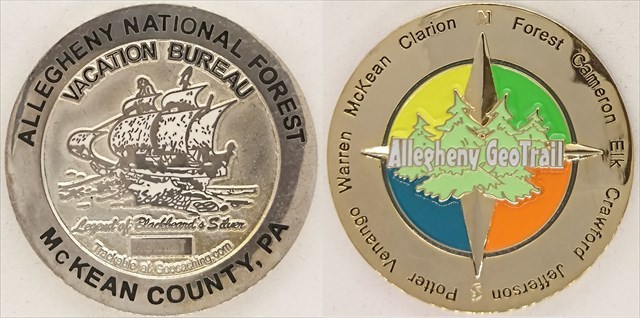 ALLEGHENY NATIONAL FOREST
VACATION BUREAU
Legend of Blackbeard's Silver
Trackable at Geocaching.com
McKEAN COUNTY, PA
N
Forest Cameron Elk Crawford Jefferson
S
Potter Venango Warren McKean Clarion
Allegheny GeoTrail